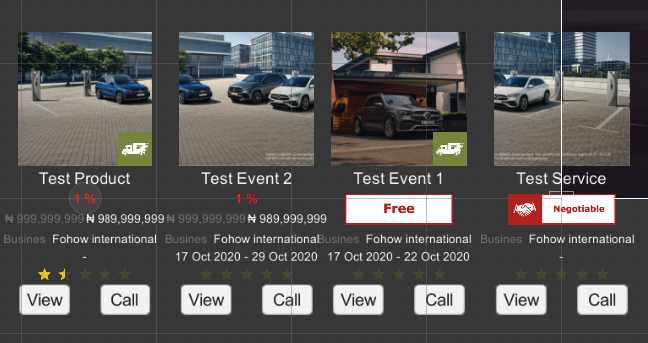 Test Product
1 %
₦ 999,999,999 ₦ 989,999,999
Busines Fohow international
-
View Call
Test Event 2
1 %
₦ 999,999,999 ₦ 989,999,999
Busines Fohow international
17 Oct 2020 - 29 Oct 2020
View Call
Test Event 1
Free
Busines Fohow international
17 Oct 2020 - 22 Oct 2020
View Call
Test Service
Negotiable
Busines Fohow international
-
View Call